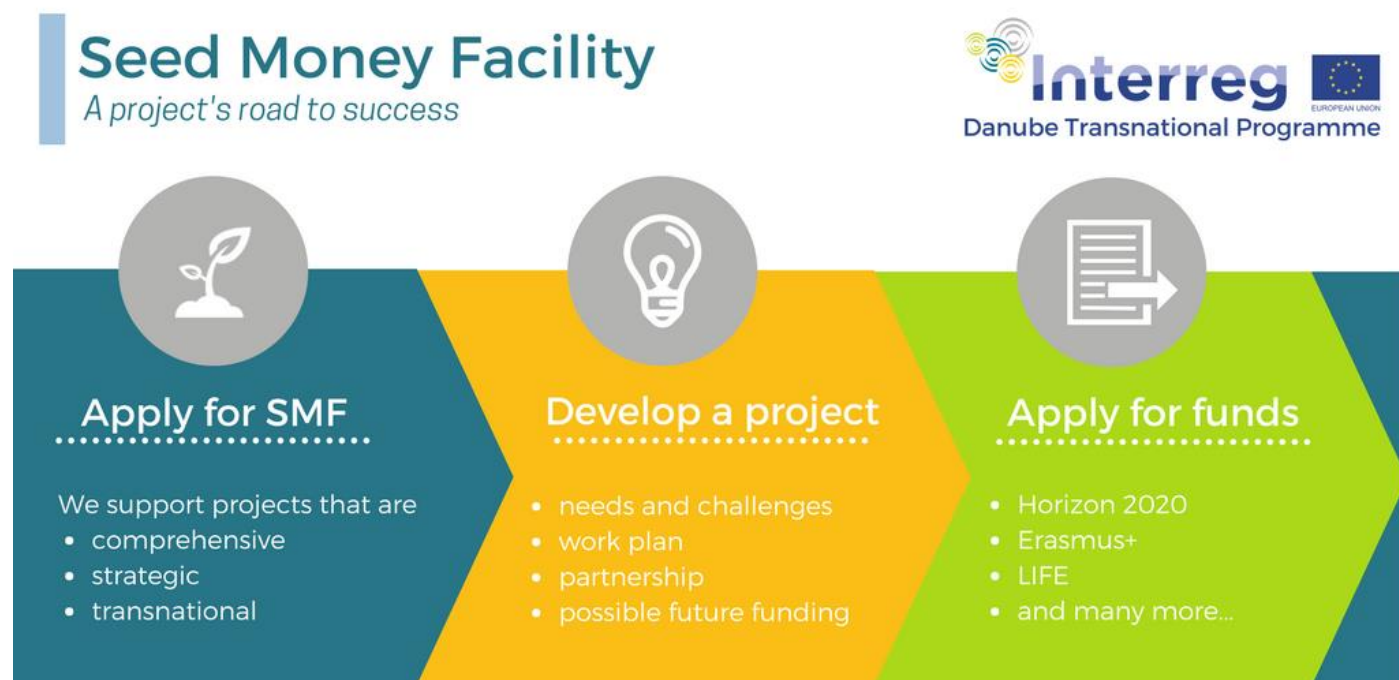 Seed Money Facility
A project's road to success
Interreg
EUROPEAN UNION
Danube Transnational Programme
Apply for SMF
We support projects that are
• comprehensive
• strategic
• transnational
Develop a project
• needs and challenges
• work plan
• partnership
• possible future funding
Apply for funds
• Horizon 2020
• Erasmus+
• LIFE
• and many more...